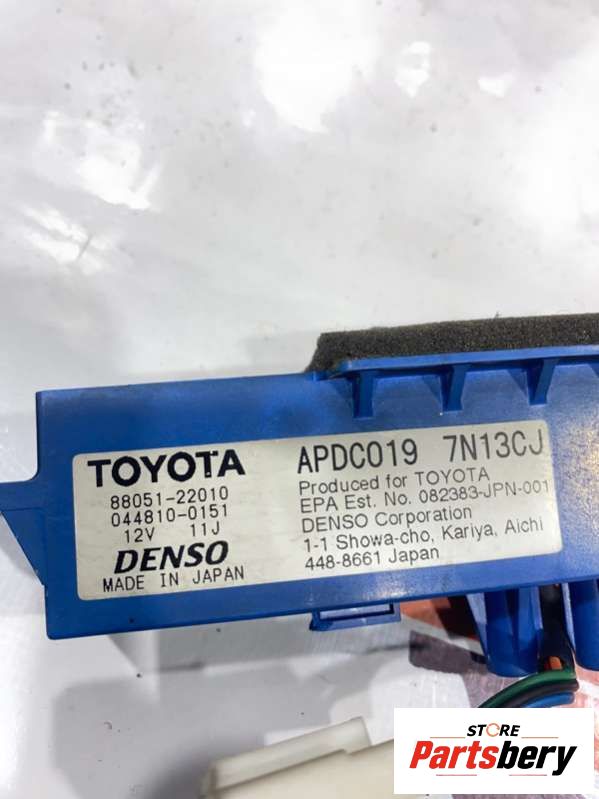 TOYOTA
88051-22010
044810-0151
12V 11J
DENSO
MADE IN JAPAN
APDC019 7N13CJ
Produced for TOYOTA
EPA Est. No. 082383-JPN-001
DENSO Corporation
1-1 Showa-cho, Kariya, Aichi
448-8661 Japan
STORE
Partsbery